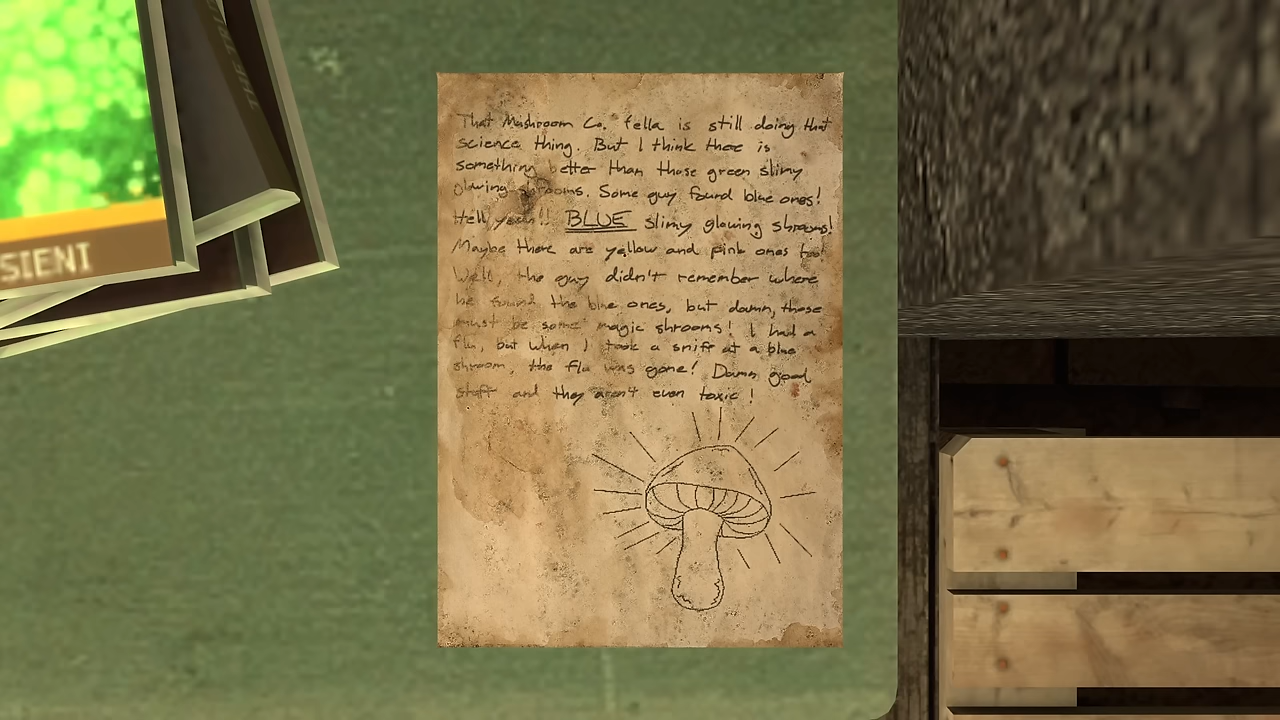 SIENT
That Mushroom Co. fella is still doing that
science thing. But I think there is
something better than those green slimy
glowing shrooms. Some guy found blue ones!
Hell yeah!! BLUE slimy glowing shrooms!
Maybe there are yellow and pink ones too!
Well, the guy didn't remember where
he found the blue ones, but damn, those
must be some magic shrooms! I had a
flu, but when I took a sniff at a blue
shroom, the flu was gone! Damn good
stuff and they aren't even toxic!